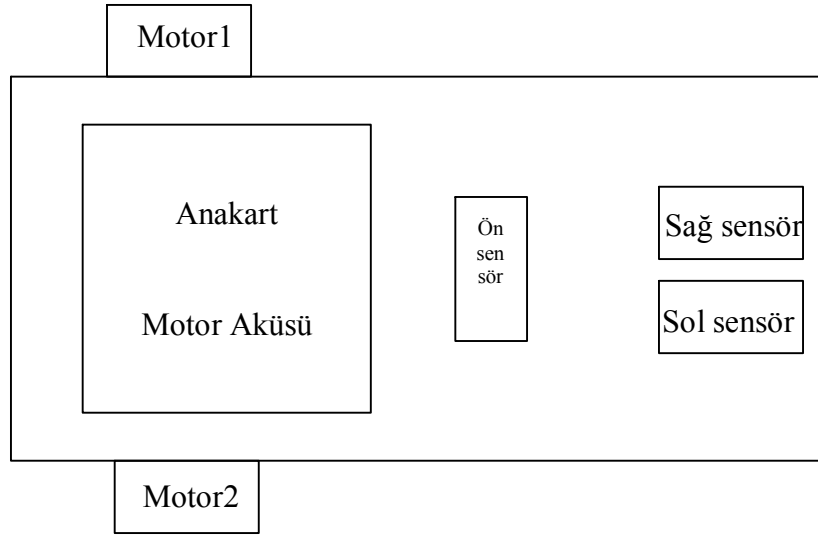 Motor1
Anakart
Motor Aküsü
Ön
sen
sör
Sağ sensör
Sol sensör
Motor2